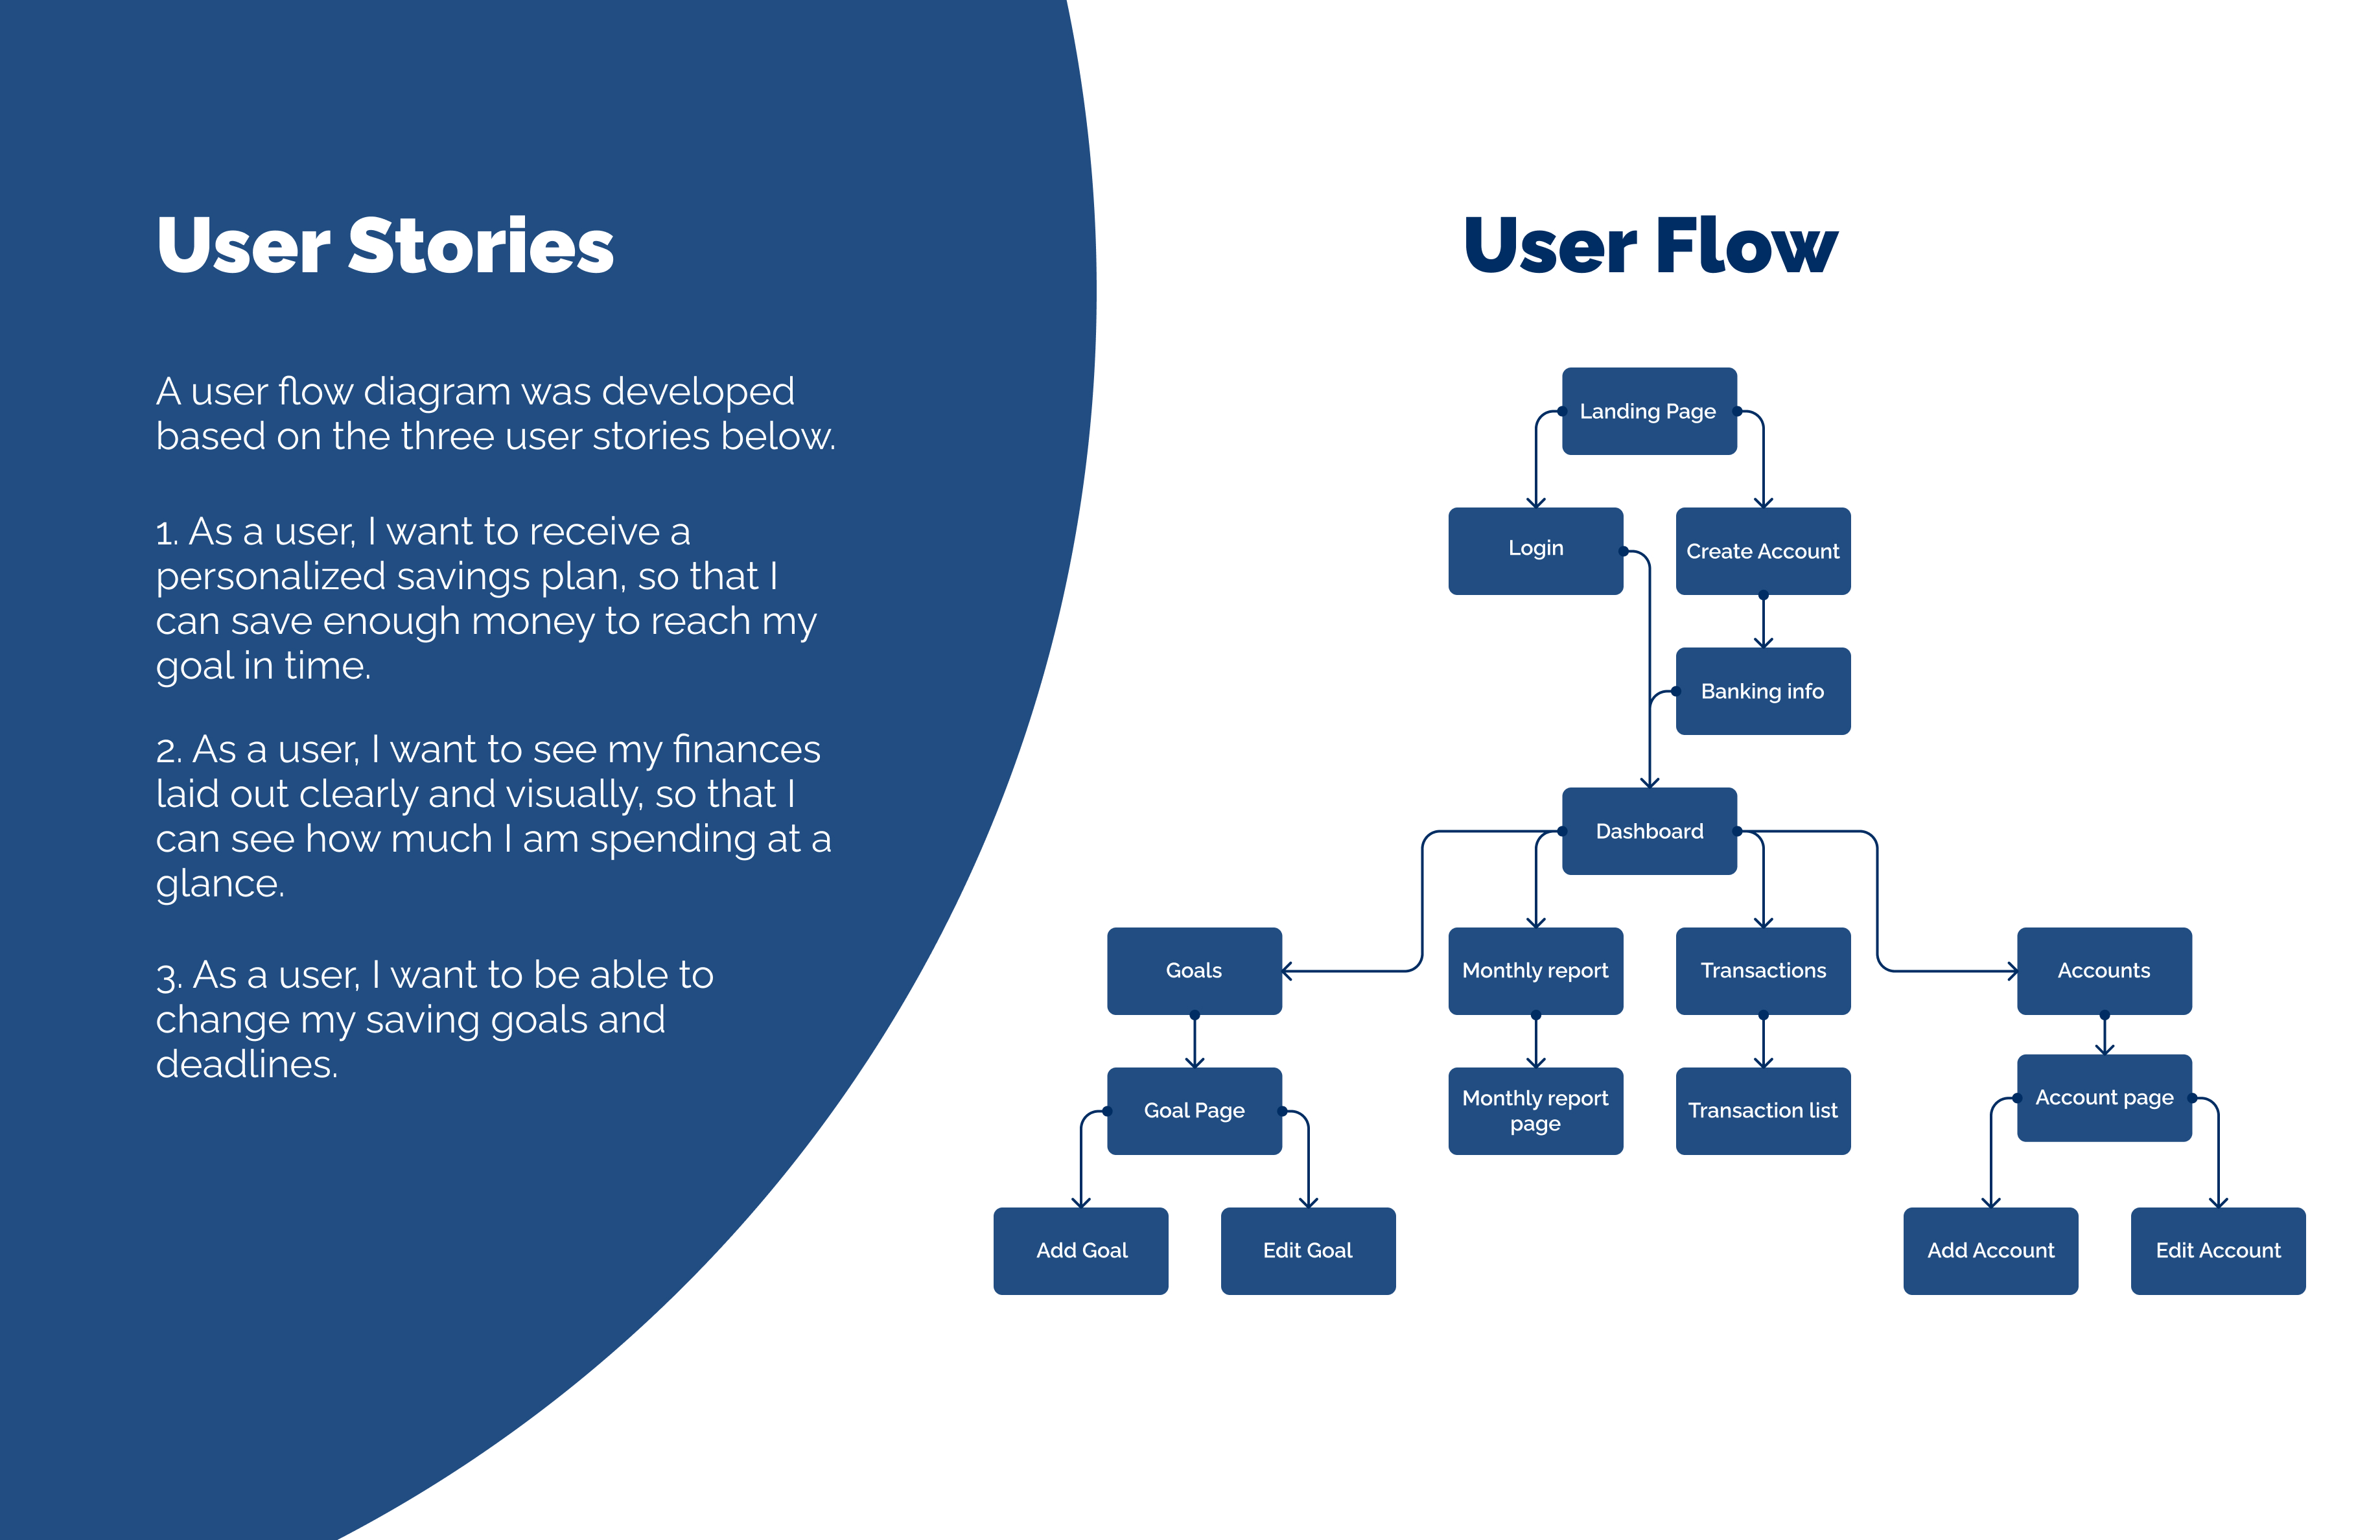 User Stories
A user flow diagram was developed
based on the three user stories below.
1. As a user, I want to receive a
personalized savings plan, so that I
can save enough money to reach my
goal in time.
2. As a user, I want to see my finances
laid out clearly and visually, so that I
can see how much I am spending at a
glance.
3. As a user, I want to be able to
change my saving goals and
deadlines.
User Flow
Landing Page
Login
Create Account
Banking info
Dashboard
Goals
Monthly report
Transactions
Accounts
Goal Page
Monthly report
page
Transaction list
Account page
Add Goal
Edit Goal
Add Account
Edit Account